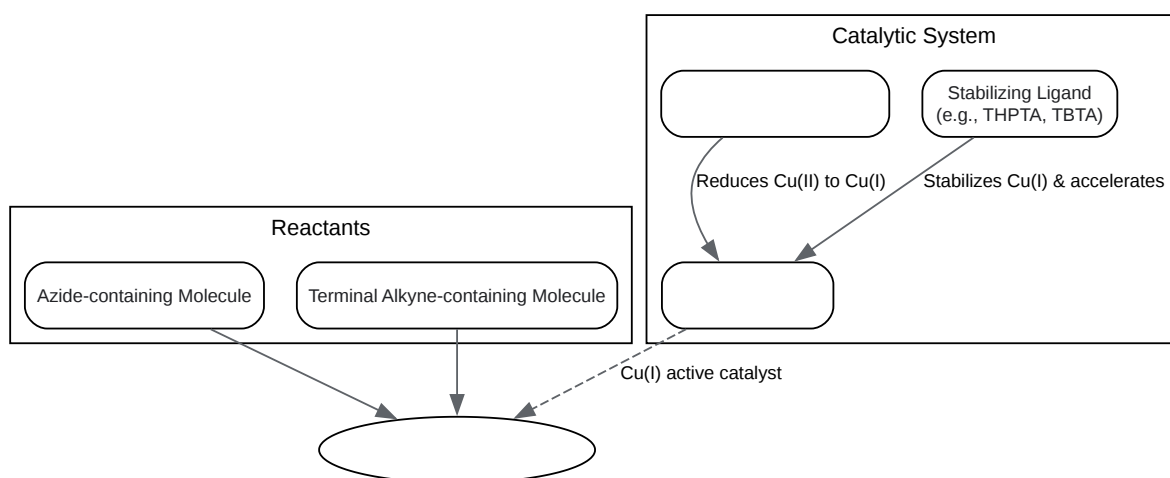 Catalytic System
Stabilizing Ligand
(e.g., THPTA, TBTA)
Reduces Cu(II) to Cu(I)
Stabilizes Cu(I) & accelerates
Reactants
Azide-containing Molecule
Terminal Alkyne-containing Molecule
Cu(I) active catalyst